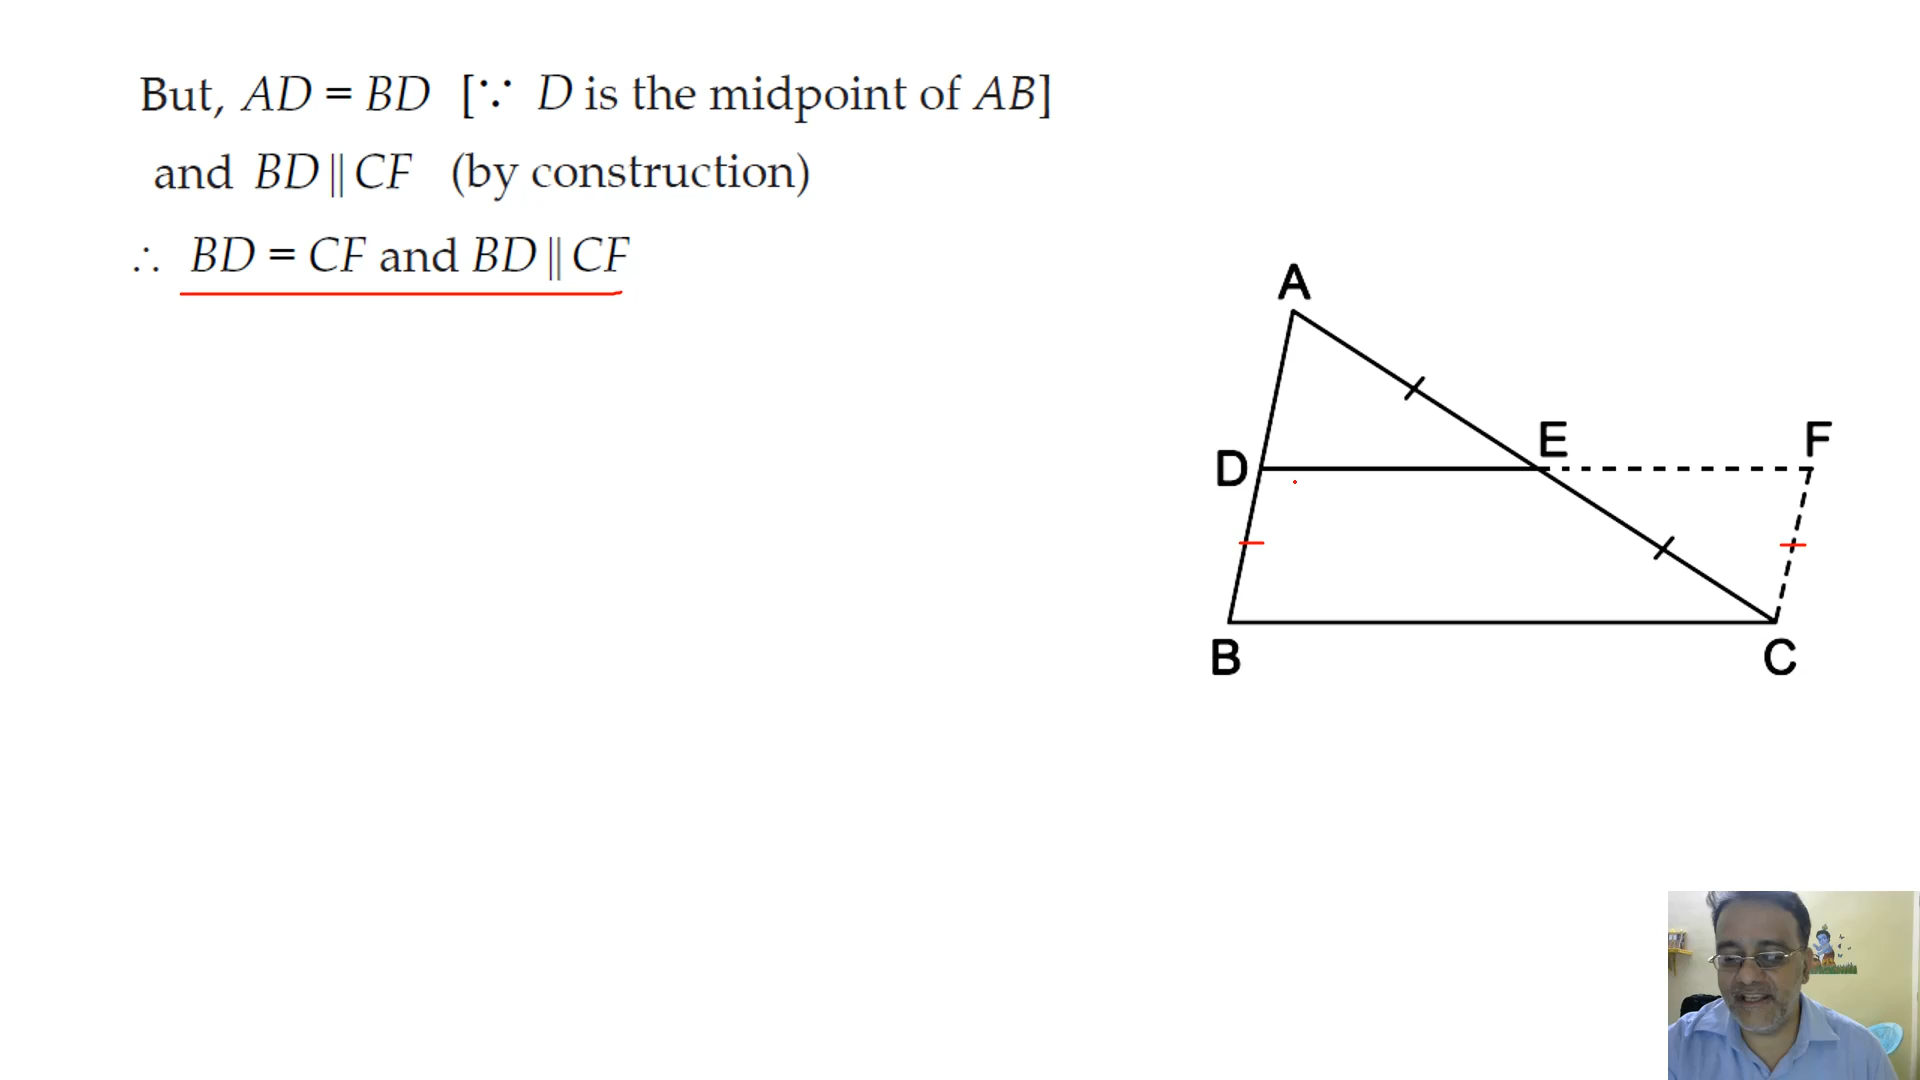 But, AD = BD [∵ D is the midpoint of AB]
and BD || CF (by construction)
∴ BD = CF and BD || CF
A
E
F
D
B
C